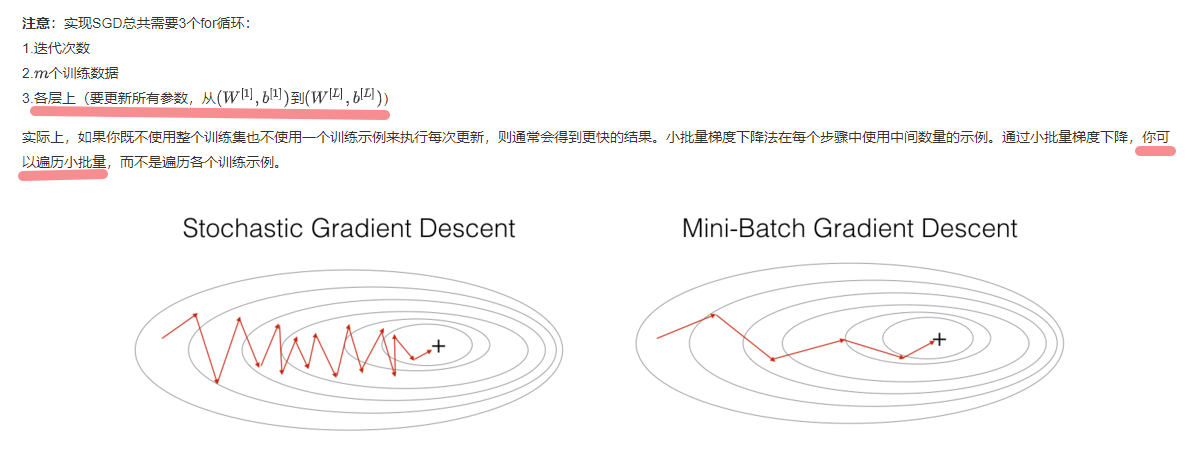 注意：实现SGD总共需要3个for循环：
1.迭代次数
2.m个训练数据
3.各层上（要更新所有参数，从(W^{[1]}, b^{[1]})到(W^{[L]}, b^{[L]})）
实际上，如果你既不使用整个训练集也不使用一个训练示例来执行每次更新，则通常会得到更快的结果。小批量梯度下降法在每个步骤中使用中间数量的示例。通过小批量梯度下降，你可
以遍历小批量，而不是遍历各个训练示例。
Stochastic Gradient Descent
Mini-Batch Gradient Descent